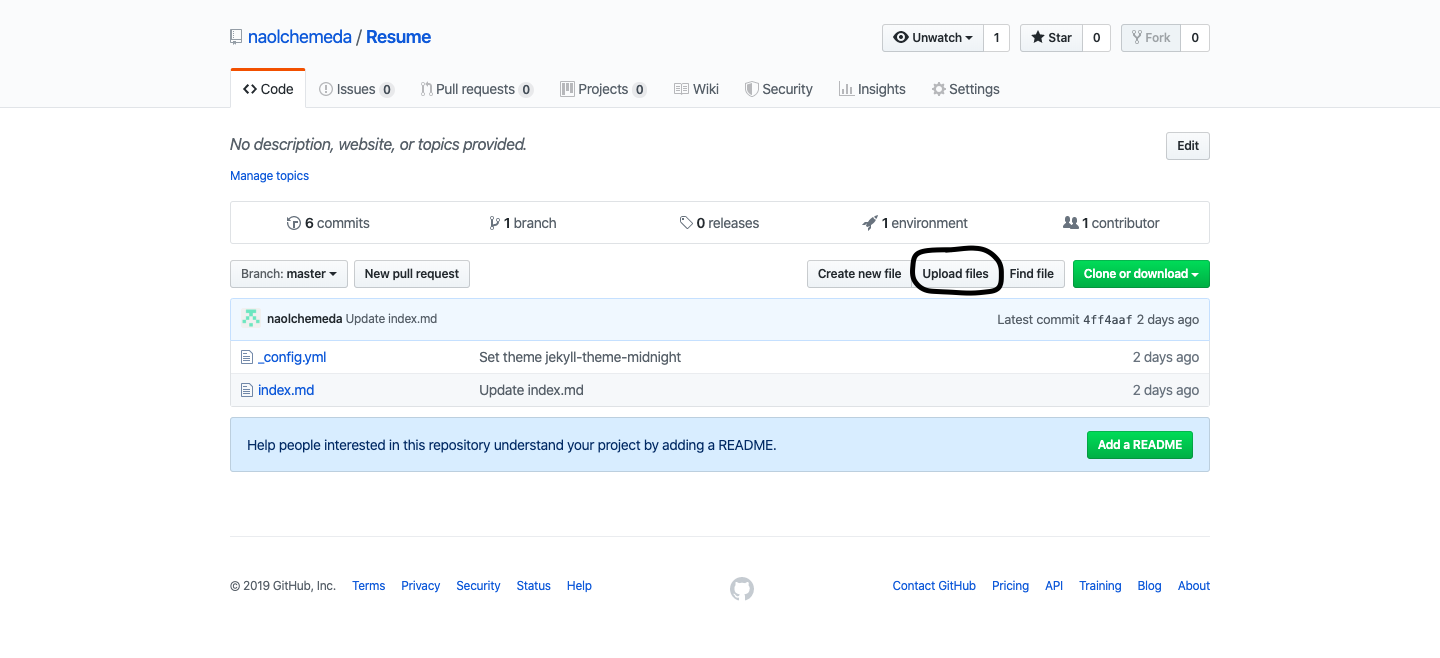 naolchemeda / Resume
Unwatch 1 Star 0 Fork 0
Code Issues 0 Pull requests 0 Projects 0 Wiki Security Insights Settings
No description, website, or topics provided. Edit
Manage topics
6 commits 1 branch 0 releases 1 environment 1 contributor
Branch: master New pull request Create new file Upload files Find file Clone or download
naolchemeda Update index.md Latest commit 4ff4aaf 2 days ago
_config.yml Set theme jekyll-theme-midnight 2 days ago
index.md Update index.md 2 days ago
Help people interested in this repository understand your project by adding a README. Add a README
© 2019 GitHub, Inc. Terms Privacy Security Status Help Contact GitHub Pricing API Training Blog About